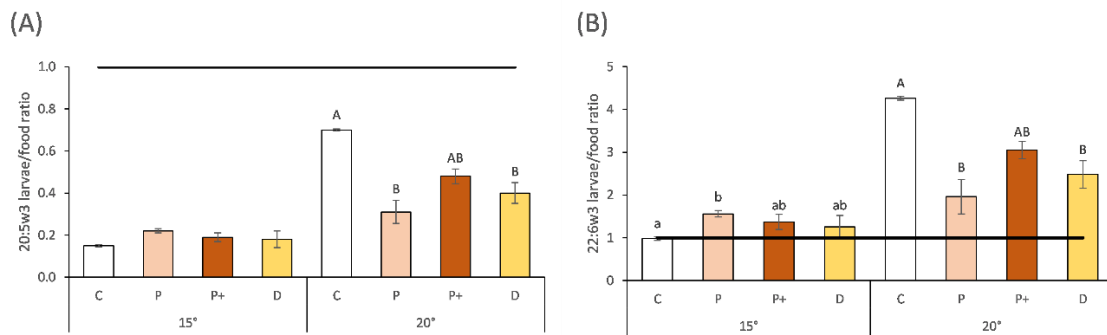 (A)
20:5w3 larvae/food ratio
1.0
0.8
0.6
0.4
0.2
0.0
A
B
AB
B
C P P+ D C P P+ D
15° 20°
(B)
22:6w3 larvae/food ratio
5
4
3
2
1
0
a
b
ab
ab
A
B
AB
B
C P P+ D C P P+ D
15° 20°